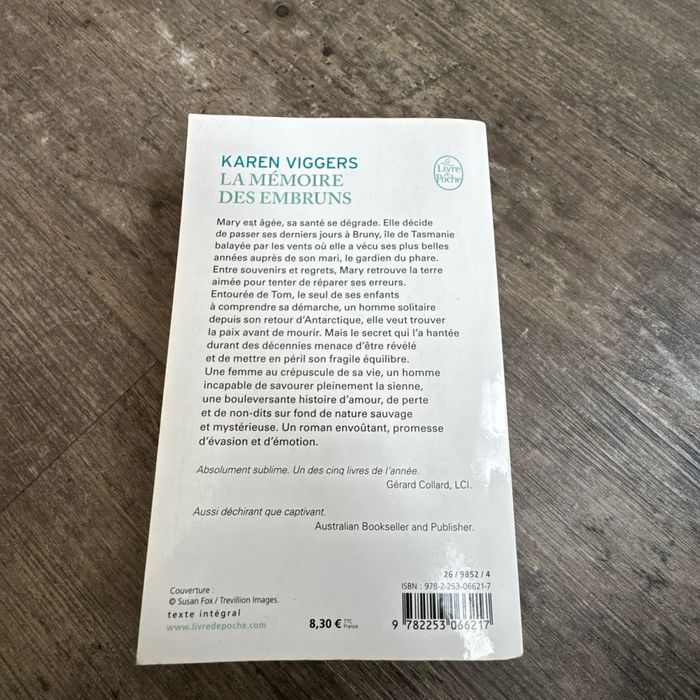 KAREN VIGGERS
LA MÉMOIRE
DES EMBRUNS
Le
Livre
de
Poche
Mary est âgée, sa santé se dégrade. Elle décide
de passer ses derniers jours à Bruny, île de Tasmanie
balayée par les vents où elle a vécu ses plus belles
années auprès de son mari, le gardien du phare.
Entre souvenirs et regrets, Mary retrouve la terre
aimée pour tenter de réparer ses erreurs.
Entourée de Tom, le seul de ses enfants
à comprendre sa démarche, un homme solitaire
depuis son retour d'Antarctique, elle veut trouver
la paix avant de mourir. Mais le secret qui l'a hantée
durant des décennies menace d'être révélé
et de mettre en péril son fragile équilibre.
Une femme au crépuscule de sa vie, un homme
incapable de savourer pleinement la sienne,
une bouleversante histoire d'amour, de perte
et de non-dits sur fond de nature sauvage
et mystérieuse. Un roman envoûtant, promesse
d'évasion et d'émotion.
Absolument sublime. Un des cinq livres de l'année.
Gérard Collard, LCI.
Aussi déchirant que captivant.
Australian Bookseller and Publisher.
Couverture :
© Susan Fox / Trevillion Images.
texte intégral
www.livredepoche.com
8,30 € TTC
France
26 / 9852 / 4
ISBN : 978-2-253-06621-7
9 782253 066217